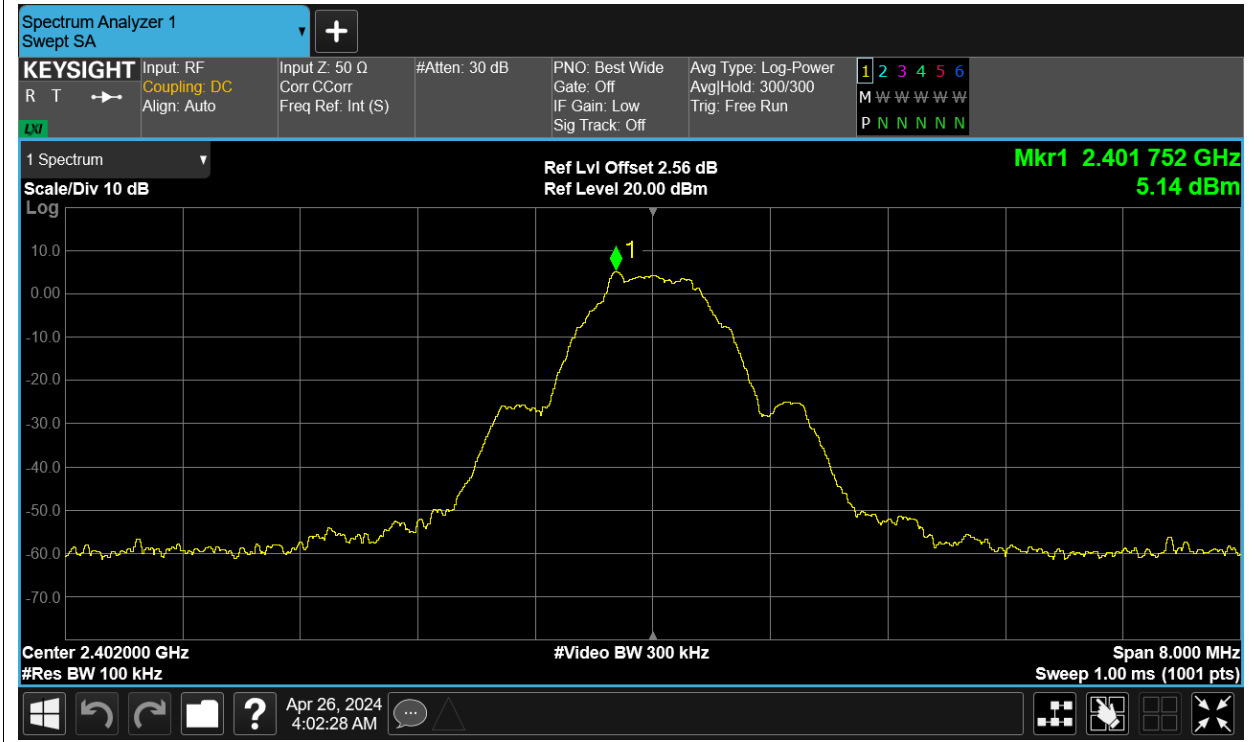 Spectrum Analyzer 1
Swept SA
KEYSIGHT
R T
LXI
Input: RF
Coupling: DC
Align: Auto
Input Z: 50 Ω
Corr CCorr
Freq Ref: Int (S)
#Atten: 30 dB
PNO: Best Wide
Gate: Off
IF Gain: Low
Sig Track: Off
Avg Type: Log-Power
Avg|Hold: 300/300
Trig: Free Run
1 2 3 4 5 6
M W W W W W
P N N N N N
1 Spectrum
Scale/Div 10 dB
Log
Ref Lvl Offset 2.56 dB
Ref Level 20.00 dBm
Mkr1 2.401 752 GHz
5.14 dBm
1
10.0
0.00
-10.0
-20.0
-30.0
-40.0
-50.0
-60.0
-70.0
Center 2.402000 GHz
#Video BW 300 kHz
Span 8.000 MHz
#Res BW 100 kHz
Sweep 1.00 ms (1001 pts)
?
Apr 26, 2024
4:02:28 AM